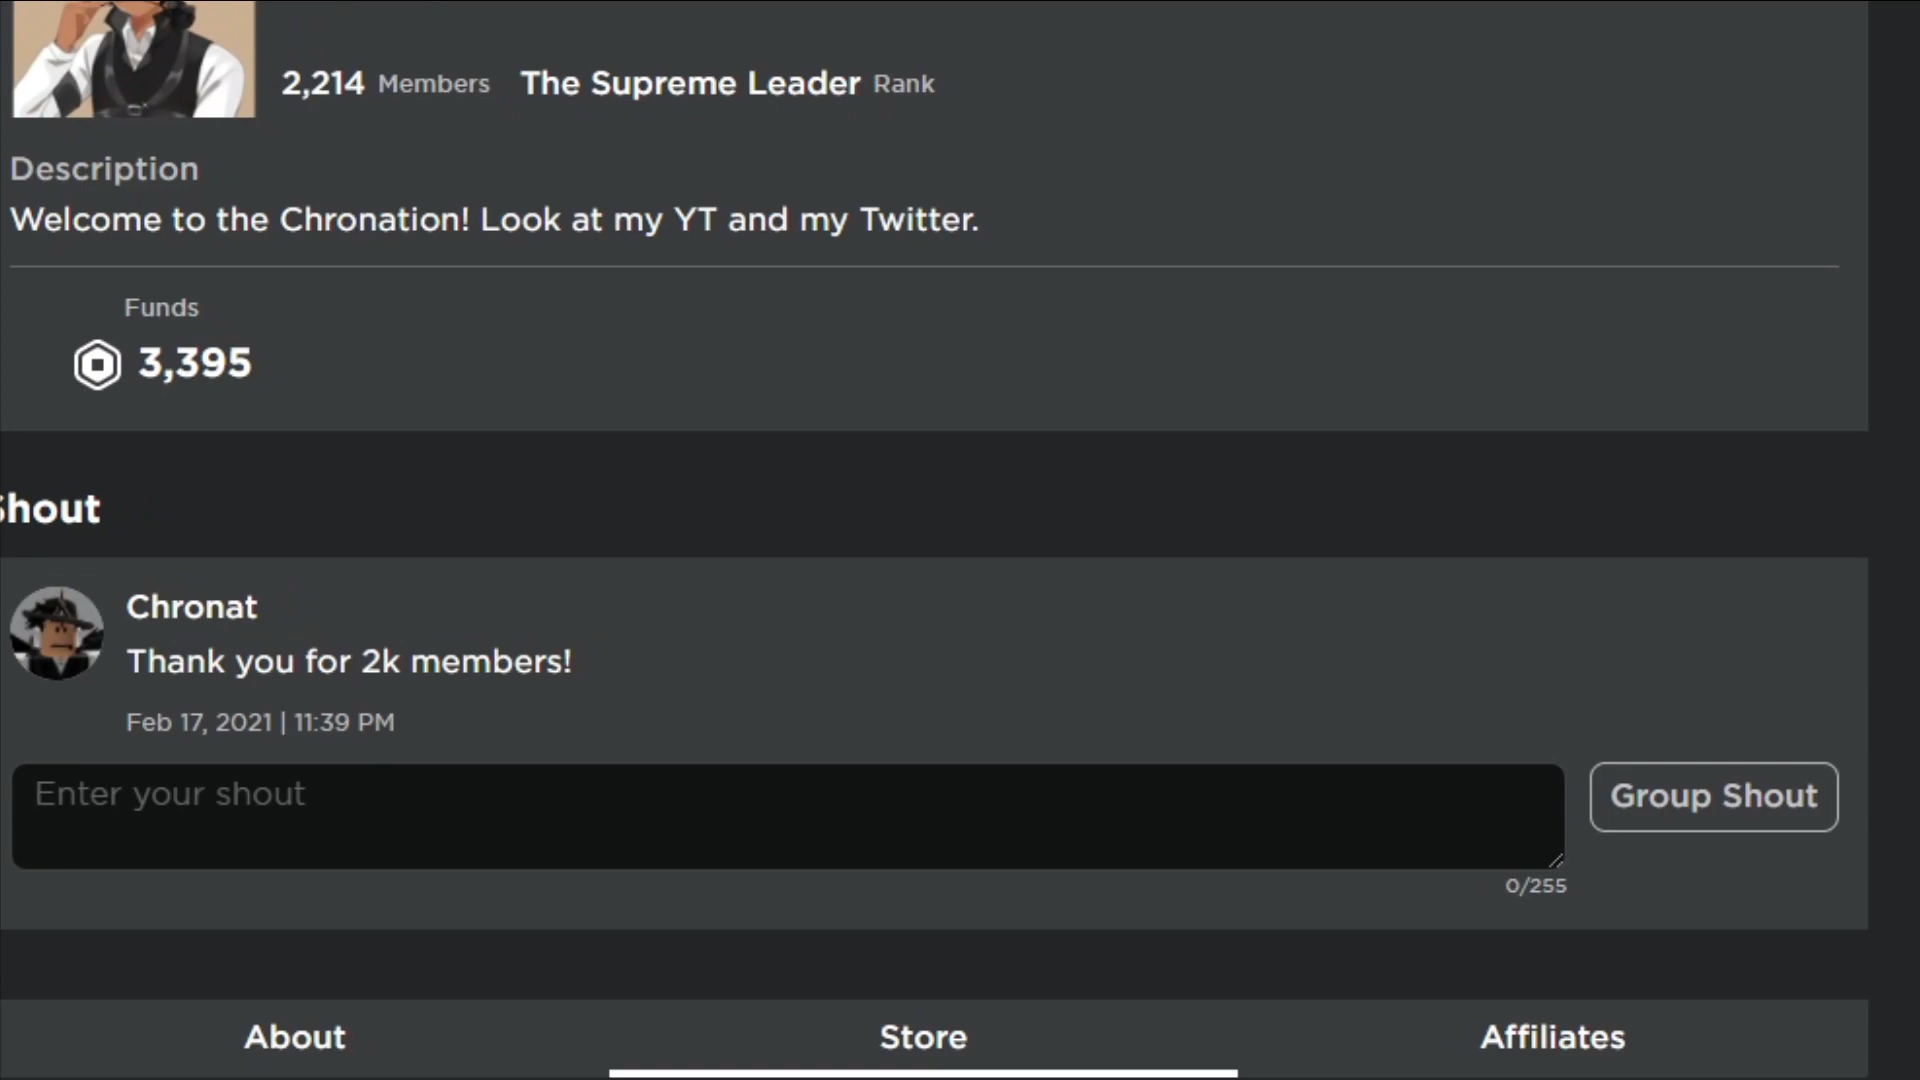 2,214 Members The Supreme Leader Rank
Description
Welcome to the Chronation! Look at my YT and my Twitter.
Funds
3,395
Shout
Chronat
Thank you for 2k members!
Feb 17, 2021 | 11:39 PM
Enter your shout
Group Shout
0/255
About Store Affiliates